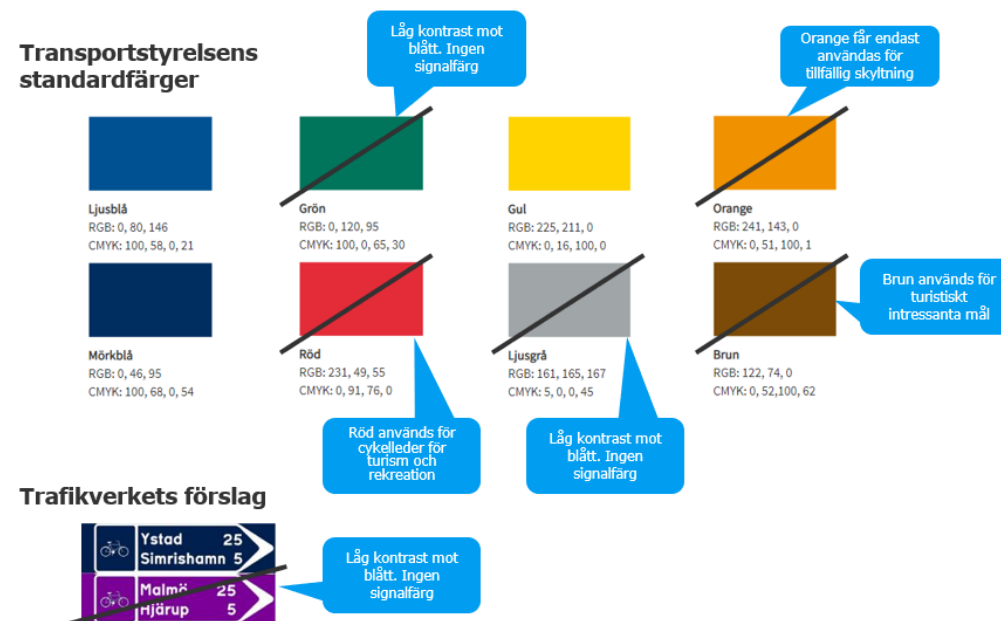 Transportstyrelsens
standardfärger
Låg kontrast mot
blått. Ingen
signalfärg
Orange får endast
användas för
tillfällig skyltning
Ljusblå
RGB: 0, 80, 146
CMYK: 100, 58, 0, 21
Grön
RGB: 0, 120, 95
CMYK: 100, 0, 65, 30
Gul
RGB: 225, 211, 0
CMYK: 0, 16, 100, 0
Orange
RGB: 241, 143, 0
CMYK: 0, 51, 100, 1
Brun används för
turistiskt
intressanta mål
Mörkblå
RGB: 0, 46, 95
CMYK: 100, 68, 0, 54
Röd
RGB: 231, 49, 55
CMYK: 0, 91, 76, 0
Ljusgrå
RGB: 161, 165, 167
CMYK: 5, 0, 0, 45
Brun
RGB: 122, 74, 0
CMYK: 0, 52,100, 62
Röd används för
cykelleder för
turism och
rekreation
Låg kontrast mot
blått. Ingen
signalfärg
Trafikverkets förslag
Ystad 25
Simrishamn 5
Malmö 25
Hjärup 5
Låg kontrast mot
blått. Ingen
signalfärg